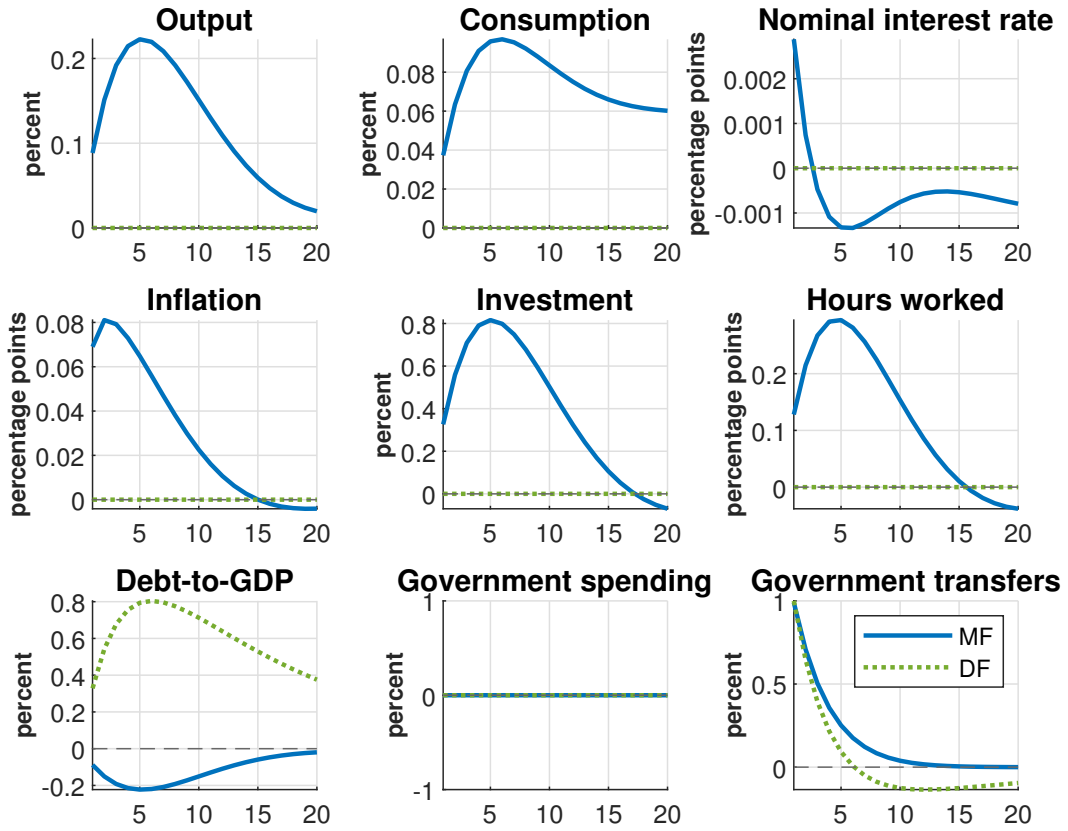 Output
percent
0.2
0.1
0
5 10 15 20
Consumption
percent
0.08
0.06
0.04
0.02
0
5 10 15 20
Nominal interest rate
percentage points
0.002
0.001
0
-0.001
5 10 15 20
Inflation
percentage points
0.08
0.06
0.04
0.02
0
5 10 15 20
Investment
percent
0.8
0.6
0.4
0.2
0
5 10 15 20
Hours worked
percentage points
0.2
0.1
0
5 10 15 20
Debt-to-GDP
percent
0.8
0.6
0.4
0.2
0
-0.2
5 10 15 20
Government spending
percent
1
0
-1
5 10 15 20
Government transfers
percent
1
0.5
0
5 10 15 20
MF
DF